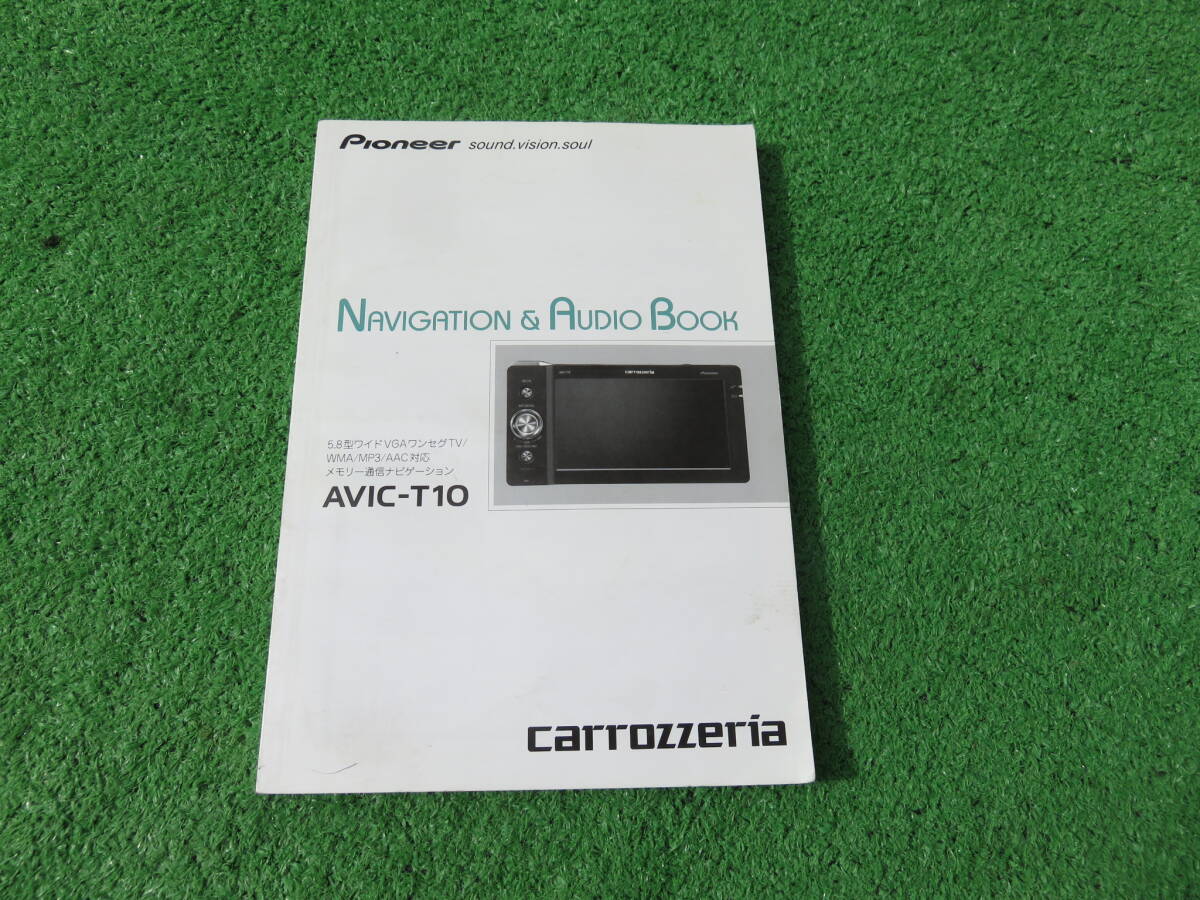 Pioneer sound.vision.soul
NAVIGATION & AUDIO BOOK
carrozzeria
Pioneer
5.8型ワイドVGAワンセグTV/
WMA/MP3/AAC対応
メモリー通信ナビゲーション
AVIC-T10
carrozzeria